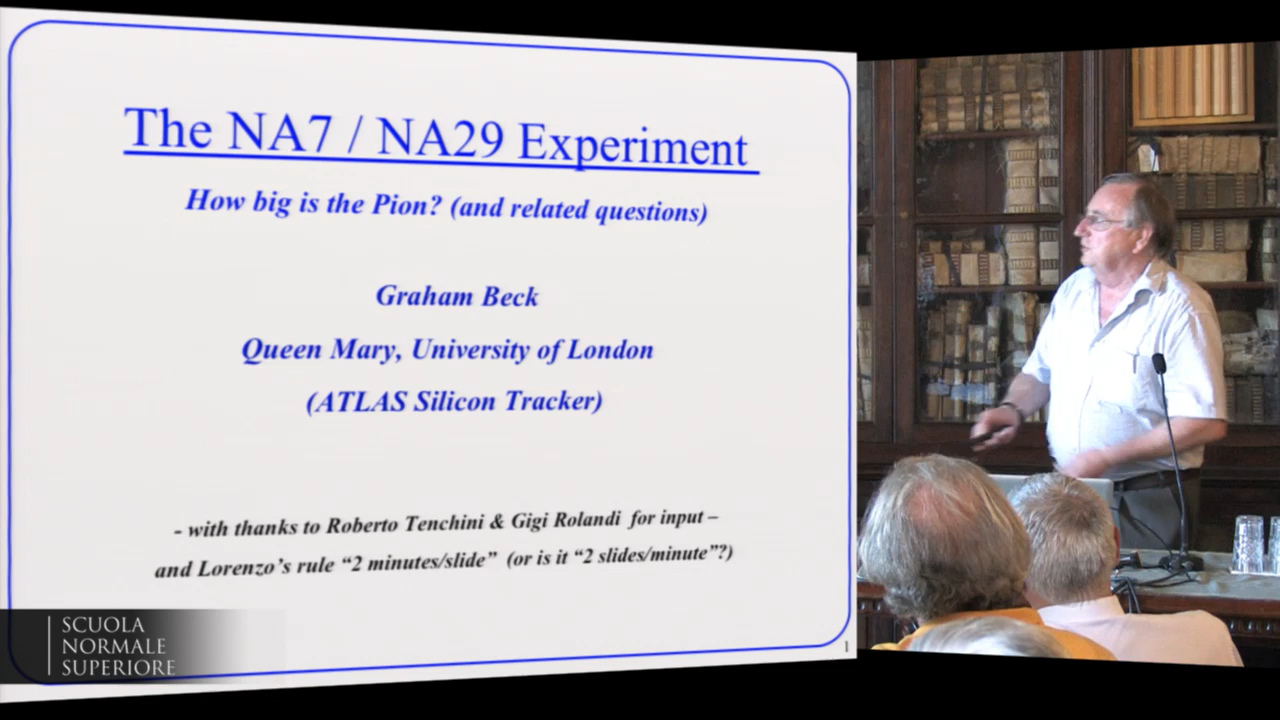 The NA7 / NA29 Experiment
How big is the Pion? (and related questions)
Graham Beck
Queen Mary, University of London
(ATLAS Silicon Tracker)
- with thanks to Roberto Tenchini & Gigi Rolandi for input –
and Lorenzo's rule “2 minutes/slide” (or is it “2 slides/minute”?)
1
SCUOLA
NORMALE
SUPERIORE